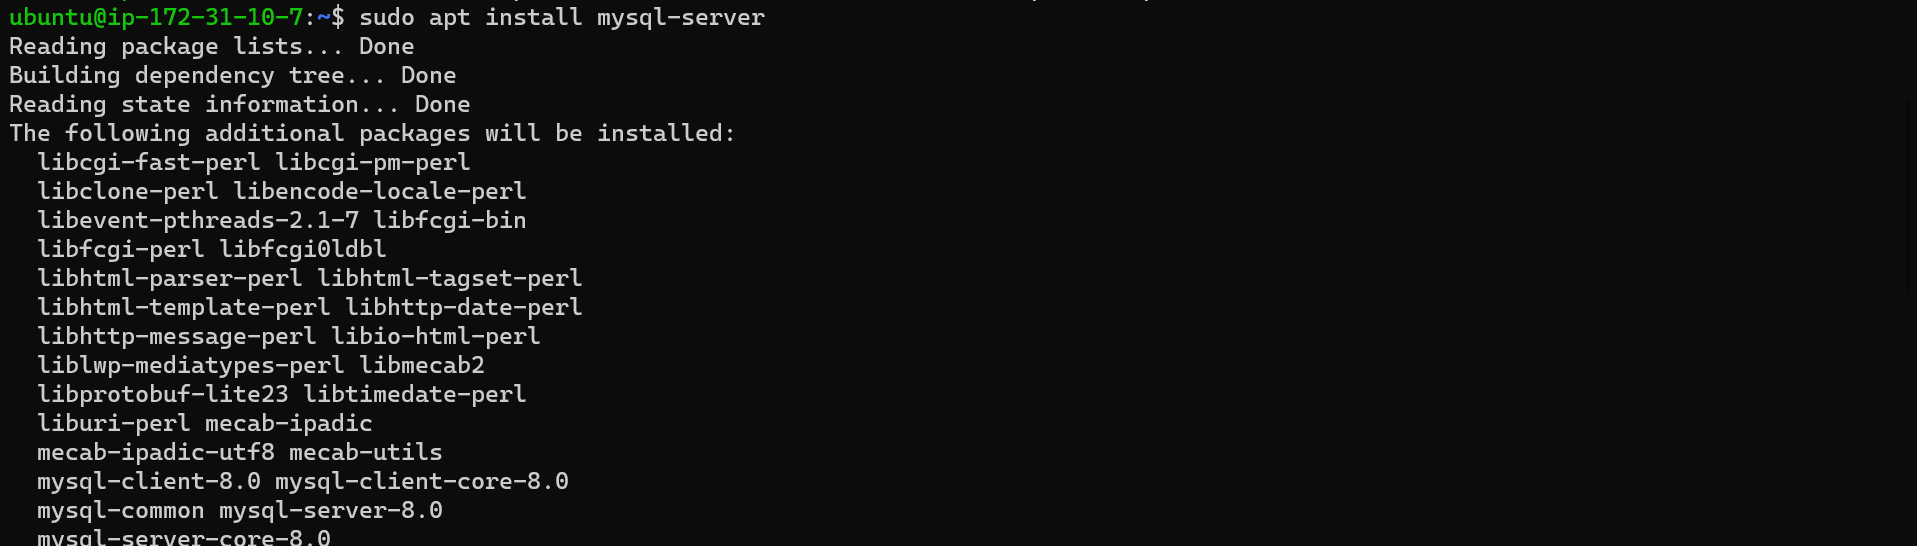 ubuntu@ip-172-31-10-7:~$ sudo apt install mysql-server
Reading package lists... Done
Building dependency tree... Done
Reading state information... Done
The following additional packages will be installed:
  libcgi-fast-perl libcgi-pm-perl
  libclone-perl libencode-locale-perl
  libevent-pthreads-2.1-7 libfcgi-bin
  libfcgi-perl libfcgi0ldbl
  libhtml-parser-perl libhtml-tagset-perl
  libhtml-template-perl libhttp-date-perl
  libhttp-message-perl libio-html-perl
  liblwp-mediatypes-perl libmecab2
  libprotobuf-lite23 libtimedate-perl
  liburi-perl mecab-ipadic
  mecab-ipadic-utf8 mecab-utils
  mysql-client-8.0 mysql-client-core-8.0
  mysql-common mysql-server-8.0
  mysql-server-core-8.0